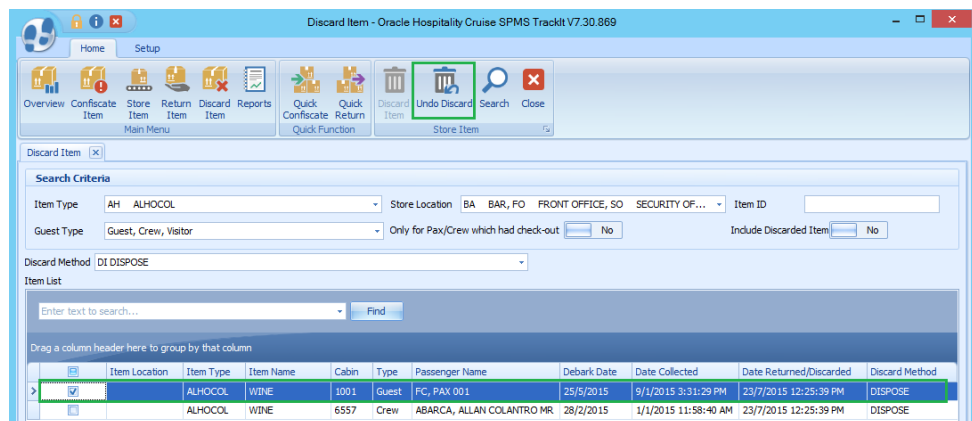 Discard Item - Oracle Hospitality Cruise SPMS TrackIt V7.30.869
Home Setup
Overview Confiscate Item Store Item Return Item Discard Item Reports Quick Confiscate Quick Return Discard Item Undo Discard Search Close
Main Menu Quick Function Store Item
Discard Item
Search Criteria
Item Type AH ALHOCOL Store Location BA BAR, FO FRONT OFFICE, SO SECURITY OF... Item ID
Guest Type Guest, Crew, Visitor Only for Pax/Crew which had check-out No Include Discarded Item No
Discard Method DI DISPOSE
Item List
Enter text to search... Find
Drag a column header here to group by that column
Item Location Item Type Item Name Cabin Type Passenger Name Debark Date Date Collected Date Returned/Discarded Discard Method
ALHOCOL WINE 1001 Guest FC, PAX 001 25/5/2015 9/1/2015 3:31:29 PM 23/7/2015 12:25:39 PM DISPOSE
ALHOCOL WINE 6557 Crew ABARCA, ALLAN COLANTRO MR 28/2/2015 1/1/2015 11:58:40 AM 23/7/2015 12:25:39 PM DISPOSE